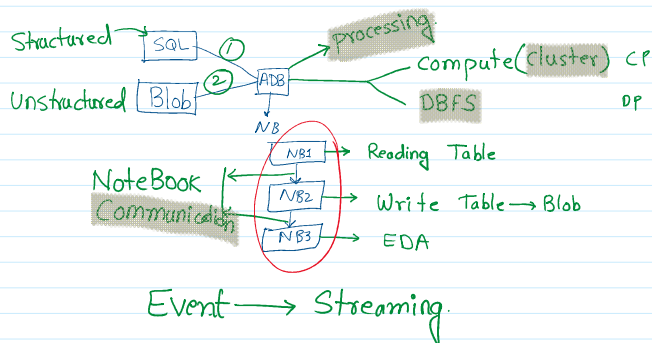 Structured SQL ① processing
Compute(Cluster) CP
Unstructured Blob ② ADB
DBFS DP
NB
NB1 Reading Table
NoteBook
NB2 Write Table → Blob
Communication
NB3 EDA
Event → Streaming.